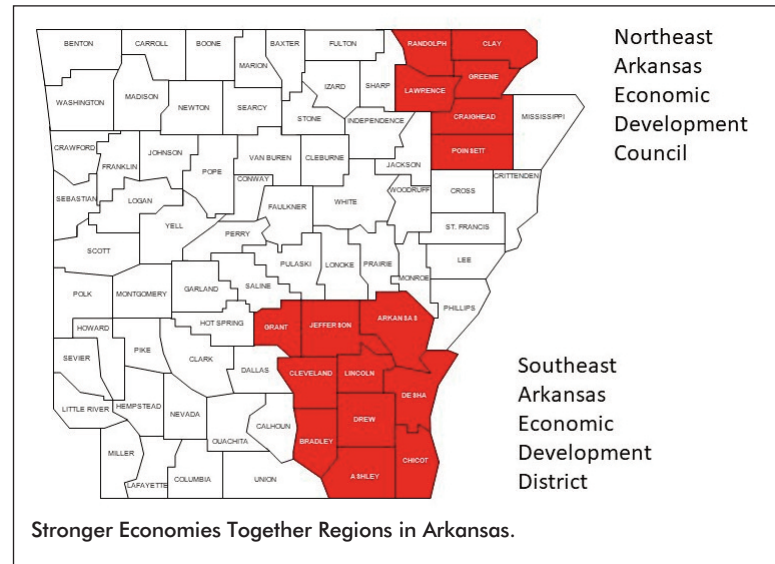 BENTON
CARROLL
BOONE
BAXTER
FULTON
RANDOLPH
CLAY
MARION
GREENE
IZARD
SHARP
LAWRENCE
MADISON
WASHINGTON
NEWTON
SEARCY
STONE
INDEPENDENCE
CRAIGHEAD
MISSISSIPPI
CRAWFORD
FRANKLIN
JOHNSON
POPE
VAN BUREN
CLEBURNE
JACKSON
POINSETT
CONWAY
CRITTENDEN
SEBASTIAN
LOGAN
FAULKNER
WHITE
WOODRUFF
CROSS
YELL
PERRY
ST. FRANCIS
SCOTT
PULASKI
LONOKE
PRAIRIE
MONROE
LEE
POLK
MONTGOMERY
GARLAND
SALINE
PHILLIPS
HOWARD
HOT SPRING
GRANT
JEFFERSON
ARKANSAS
SEVIER
PIKE
CLARK
DALLAS
CLEVELAND
LINCOLN
DESHA
LITTLE RIVER
HEMPSTEAD
NEVADA
OUACHITA
CALHOUN
BRADLEY
DREW
MILLER
LAFAYETTE
COLUMBIA
UNION
ASHLEY
CHICOT
Northeast
Arkansas
Economic
Development
Council
Southeast
Arkansas
Economic
Development
District
Stronger Economies Together Regions in Arkansas.